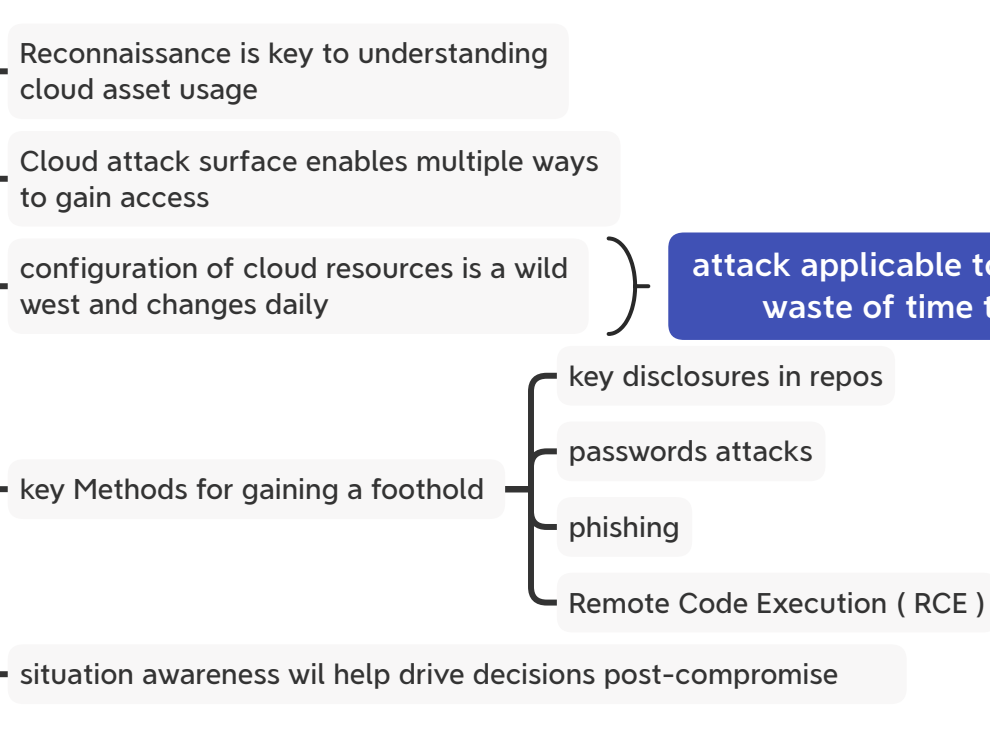 Reconnaissance is key to understanding
cloud asset usage
Cloud attack surface enables multiple ways
to gain access
configuration of cloud resources is a wild
west and changes daily
attack applicable
waste of time
key disclosures in repos
passwords attacks
phishing
key Methods for gaining a foothold
Remote Code Execution ( RCE )
situation awareness wil help drive decisions post-compromise